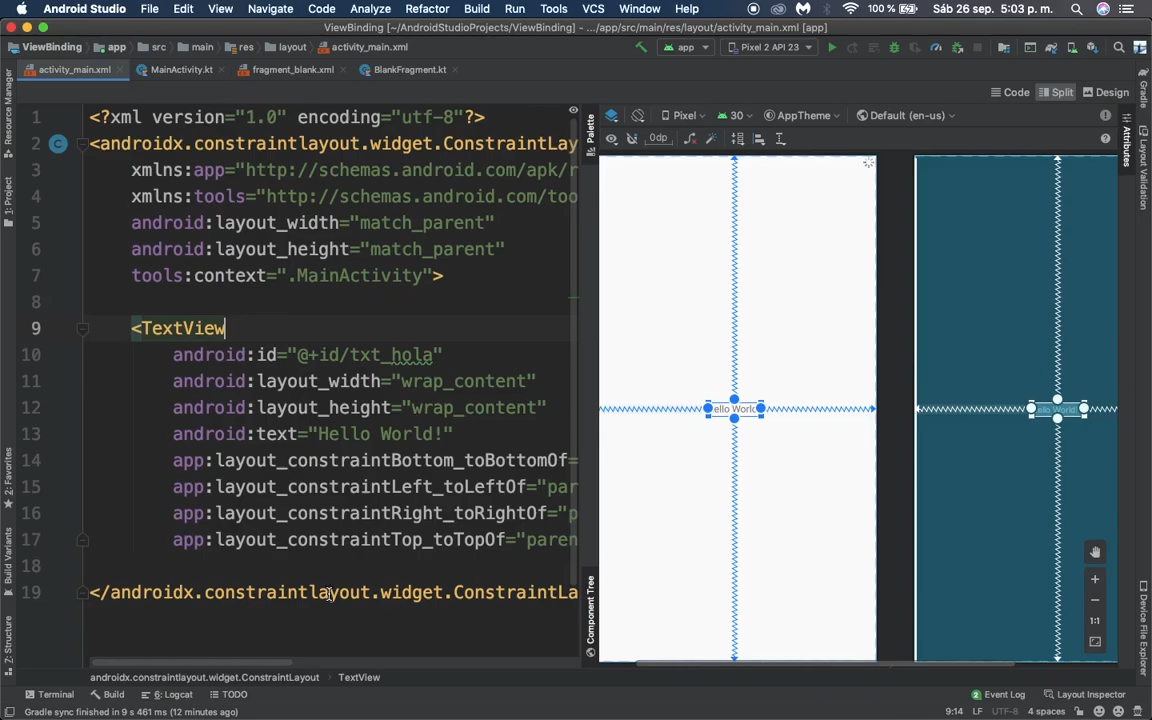 Android Studio File Edit View Navigate Code Analyze Refactor Build Run Tools VCS Window Help 100 % Sáb 26 sep. 5:03 p. m.
ViewBinding [~/AndroidStudioProjects/ViewBinding] - .../app/src/main/res/layout/activity_main.xml [app]
ViewBinding app src main res layout activity_main.xml app Pixel 2 API 23
activity_main.xml MainActivity.kt fragment_blank.xml BlankFragment.kt
Code Split Design
Pixel 30 AppTheme Default (en-us)
0dp
Resource Manager
1: Project
2: Favorites
Build Variants
7: Structure
1 <?xml version="1.0" encoding="utf-8"?>
2 <androidx.constraintlayout.widget.ConstraintLay
3 xmlns:app="http://schemas.android.com/apk/r
4 xmlns:tools="http://schemas.android.com/too
5 android:layout_width="match_parent"
6 android:layout_height="match_parent"
7 tools:context=".MainActivity">
8
9 <TextView
10 android:id="@+id/txt_hola"
11 android:layout_width="wrap_content"
12 android:layout_height="wrap_content"
13 android:text="Hello World!"
14 app:layout_constraintBottom_toBottomOf=
15 app:layout_constraintLeft_toLeftOf="par
16 app:layout_constraintRight_toRightOf="p
17 app:layout_constraintTop_toTopOf="paren
18
19 </androidx.constraintlayout.widget.ConstraintLa
Palette
Component Tree
ello World
ello World!
1:1
Attributes
Gradle
Layout Validation
Device File Explorer
androidx.constraintlayout.widget.ConstraintLayout TextView
Terminal Build 6: Logcat TODO 2 Event Log Layout Inspector
Gradle sync finished in 9 s 461 ms (12 minutes ago) 9:14 LF UTF-8 4 spaces